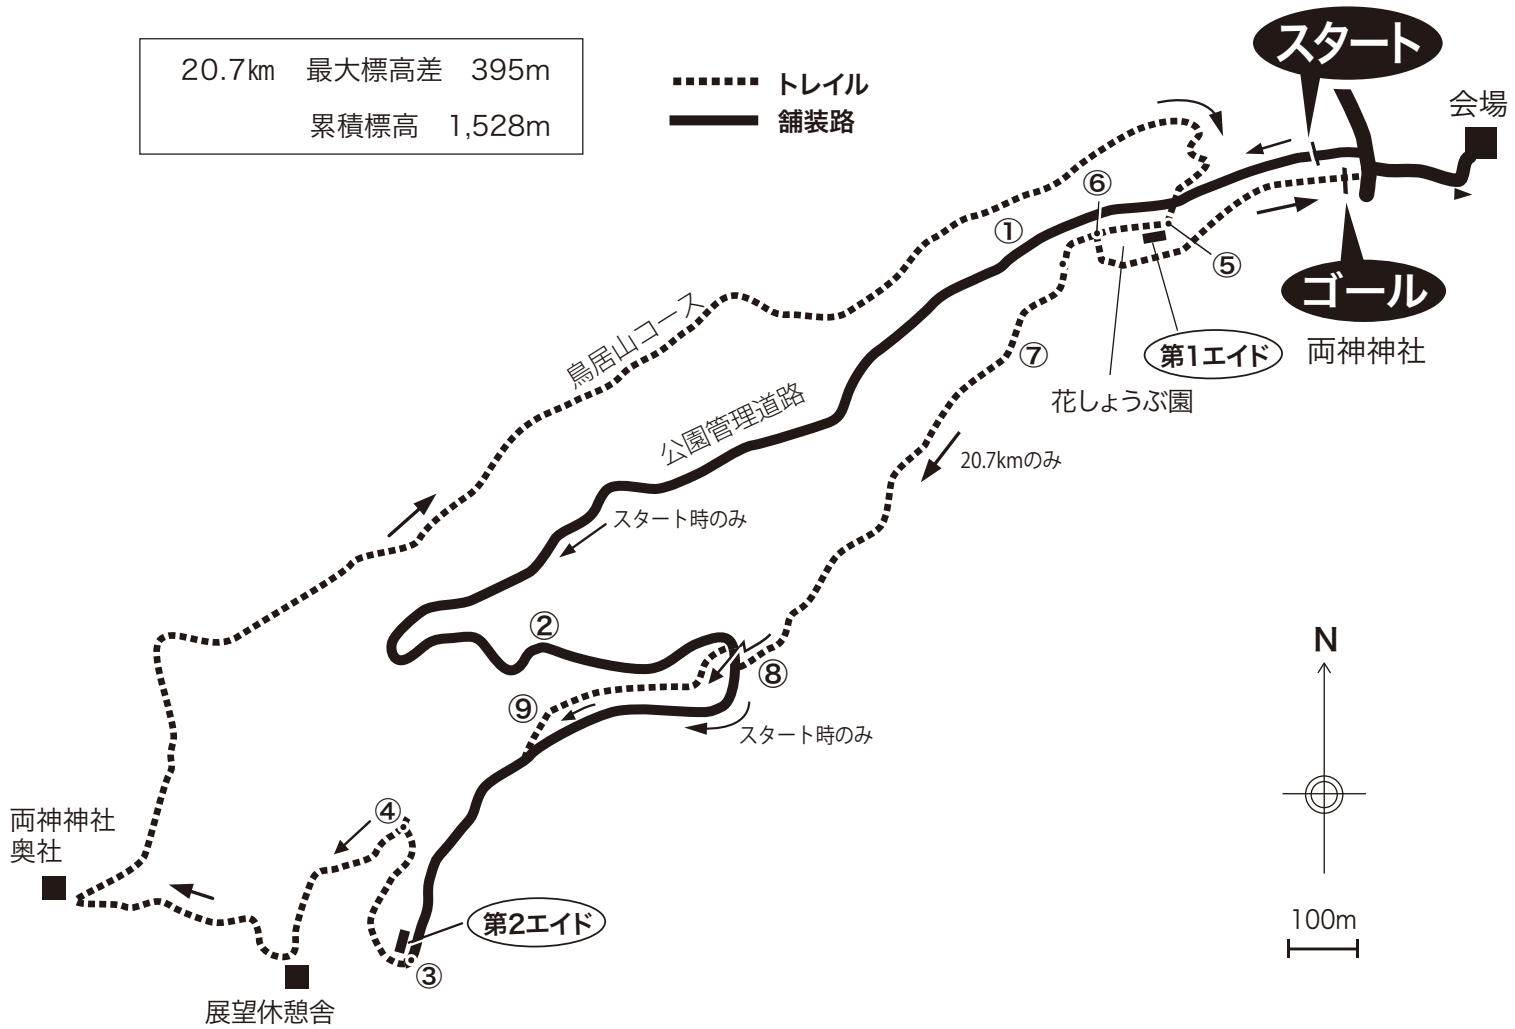 20.7km 最大標高差 395m
累積標高 1,528m
トレイル
舗装路
スタート
会場
⑥
①
⑤
ゴール
両神神社
第1エイド
⑦
花しょうぶ園
鳥居山コース
公園管理道路
20.7kmのみ
スタート時のみ
②
⑧
⑨
スタート時のみ
N
④
両神神社
奥社
第2エイド
③
展望休憩舎
100m